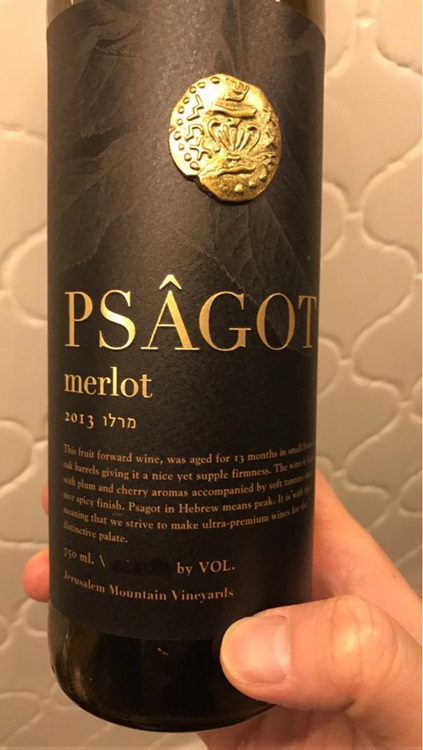 PSÂGOT
merlot
2013 מרלו
This fruit forward wine, was aged for 13 months in small
oak barrels giving it a nice yet supple firmness. The wine is
with plum and cherry aromas accompanied by soft tannins
nice spicy finish. Psagot in Hebrew means peak. It is with
meaning that we strive to make ultra-premium wines for the
distinctive palate.
750 ml. \ by VOL.
Jerusalem Mountain Vineyards